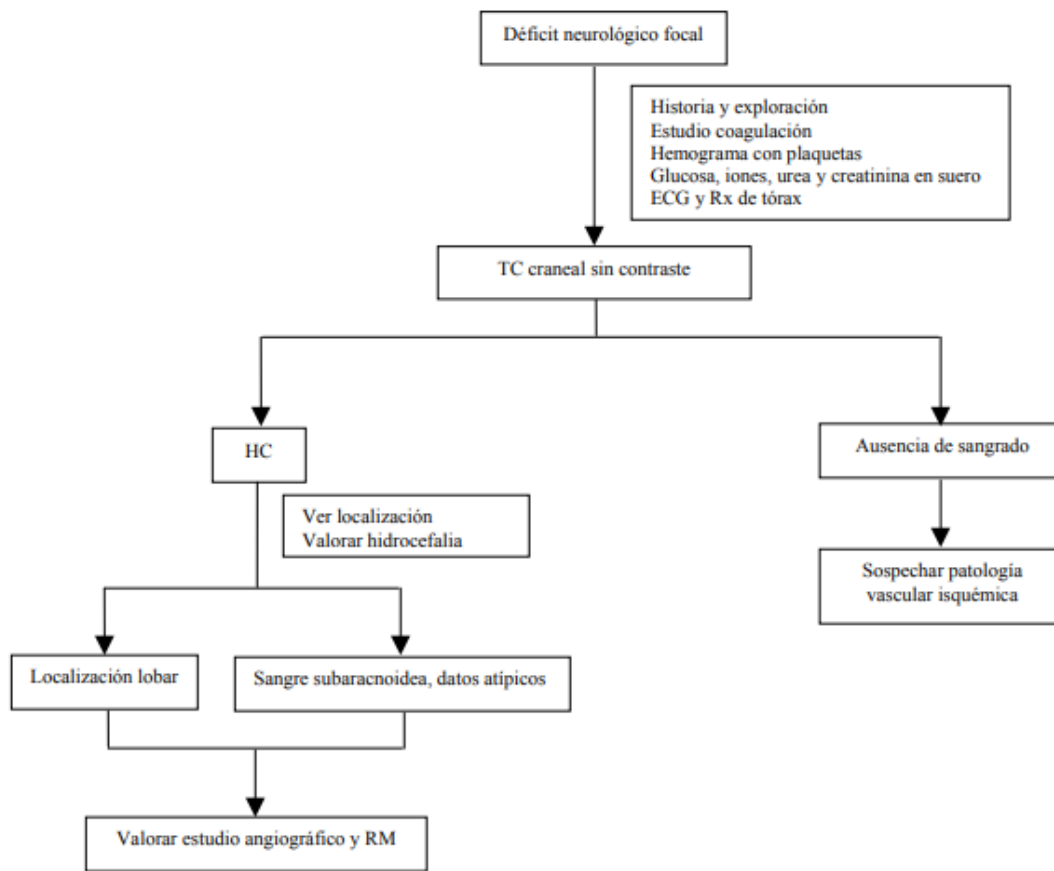 Déficit neurológico focal
Historia y exploración
Estudio coagulación
Hemograma con plaquetas
Glucosa, iones, urea y creatinina en suero
ECG y Rx de tórax
TC craneal sin contraste
HC
Ausencia de sangrado
Ver localización
Valorar hidrocefalia
Sospechar patología
vascular isquémica
Localización lobar
Sangre subaracnoidea, datos atípicos
Valorar estudio angiográfico y RM